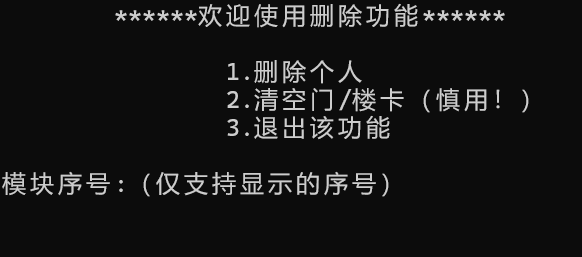 ******欢迎使用删除功能******
1.删除个人
2.清空门/楼卡（慎用！）
3.退出该功能
模块序号：(仅支持显示的序号)